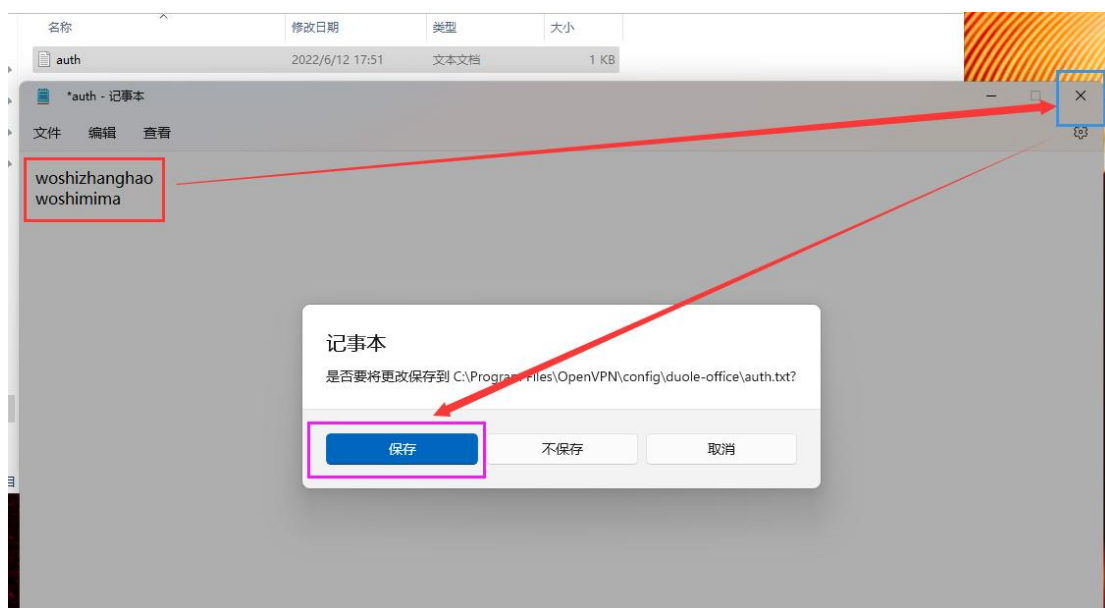 名称 修改日期 类型 大小
auth 2022/6/12 17:51 文本文档 1 KB
*auth - 记事本
文件 编辑 查看
woshizhanghao
woshimima
记事本
是否要将更改保存到 C:\Program Files\OpenVPN\config\duole-office\auth.txt?
保存 不保存 取消